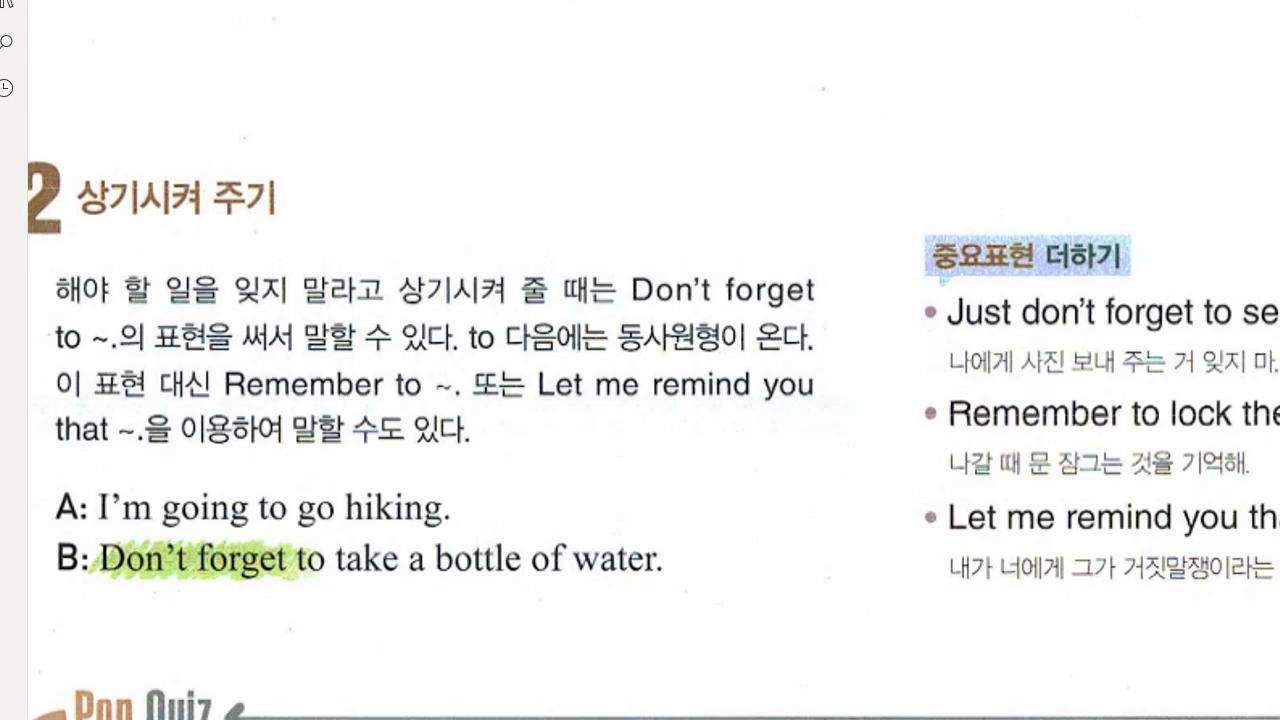 2 상기시켜 주기
해야 할 일을 잊지 말라고 상기시켜 줄 때는 Don't forget
to ~.의 표현을 써서 말할 수 있다. to 다음에는 동사원형이 온다.
이 표현 대신 Remember to ~. 또는 Let me remind you
that ~.을 이용하여 말할 수도 있다.
A: I'm going to go hiking.
B: Don't forget to take a bottle of water.
중요표현 더하기
• Just don't forget to
나에게 사진 보내 주는 거 잊지 마.
• Remember to lock
나갈 때 문 잠그는 것을 기억해.
• Let me remind you
내가 너에게 그가 거짓말쟁이라는
Pop Quiz